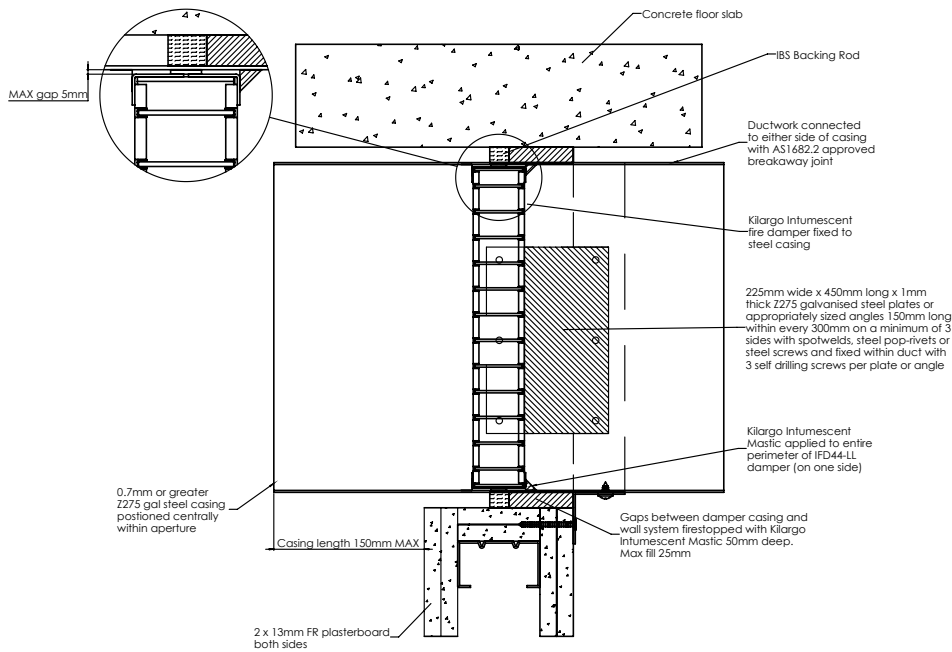 Concrete floor slab
IBS Backing Rod
MAX gap 5mm
Ductwork connected
to either side of casing
with AS1682.2 approved
breakaway joint
Kilargo Intumescent
fire damper fixed to
steel casing
225mm wide x 450mm long x 1mm
thick Z275 galvanised steel plates or
appropriately sized angles 150mm long
within every 300mm on a minimum of 3
sides with spotwelds, steel pop-rivets or
steel screws and fixed within duct with
3 self drilling screws per plate or angle
Kilargo Intumescent
Mastic applied to entire
perimeter of IFD44-LL
damper (on one side)
0.7mm or greater
Z275 gal steel casing
postioned centrally
within aperture
Gaps between damper casing and
wall system firestopped with Kilargo
Intumescent Mastic 50mm deep.
Max fill 25mm
Casing length 150mm MAX
2 x 13mm FR plasterboard
both sides